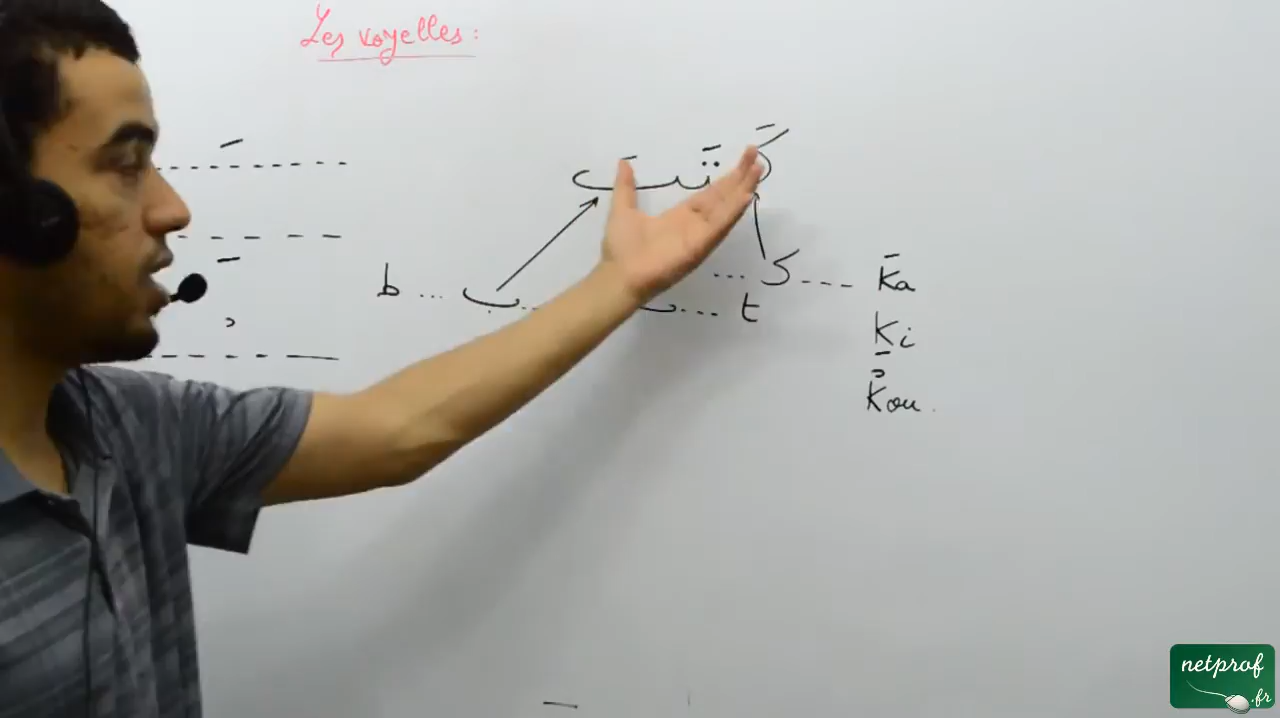 Les voyelles :
كَتَبَ
b ... ب ... ت ... t ... ك --- Ka
Ki
Kou.
netprof
.fr